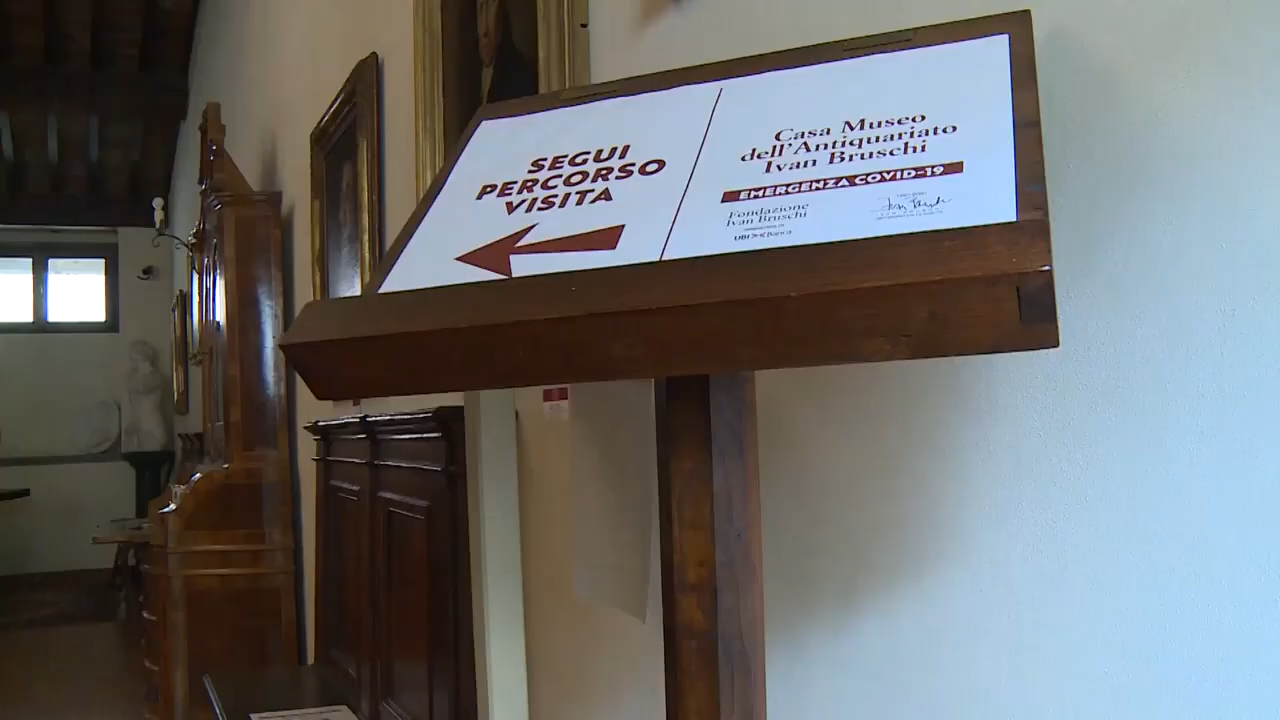 SEGUI
PERCORSO
VISITA
Casa Museo
dell'Antiquariato
Ivan Bruschi
EMERGENZA COVID-19
Fondazione
Ivan Bruschi
UBI Banca